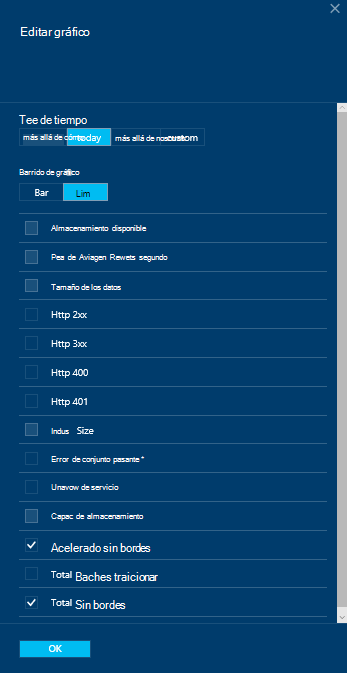 Editar gráfico
Tee de tiempo
más allá de today más allá de custom
Barrido de gráfico
Bar Lim
Almacenamiento disponible
Pea de Aviagen Rewets segundo
Tamaño de los datos
Http 2xx
Http 3xx
Http 400
Http 401
Indus Size
Error de conjunto pasante *
Unavow de servicio
Capac de almacenamiento
Acelerado sin bordes
Total Baches traicionar
Total Sin bordes
OK